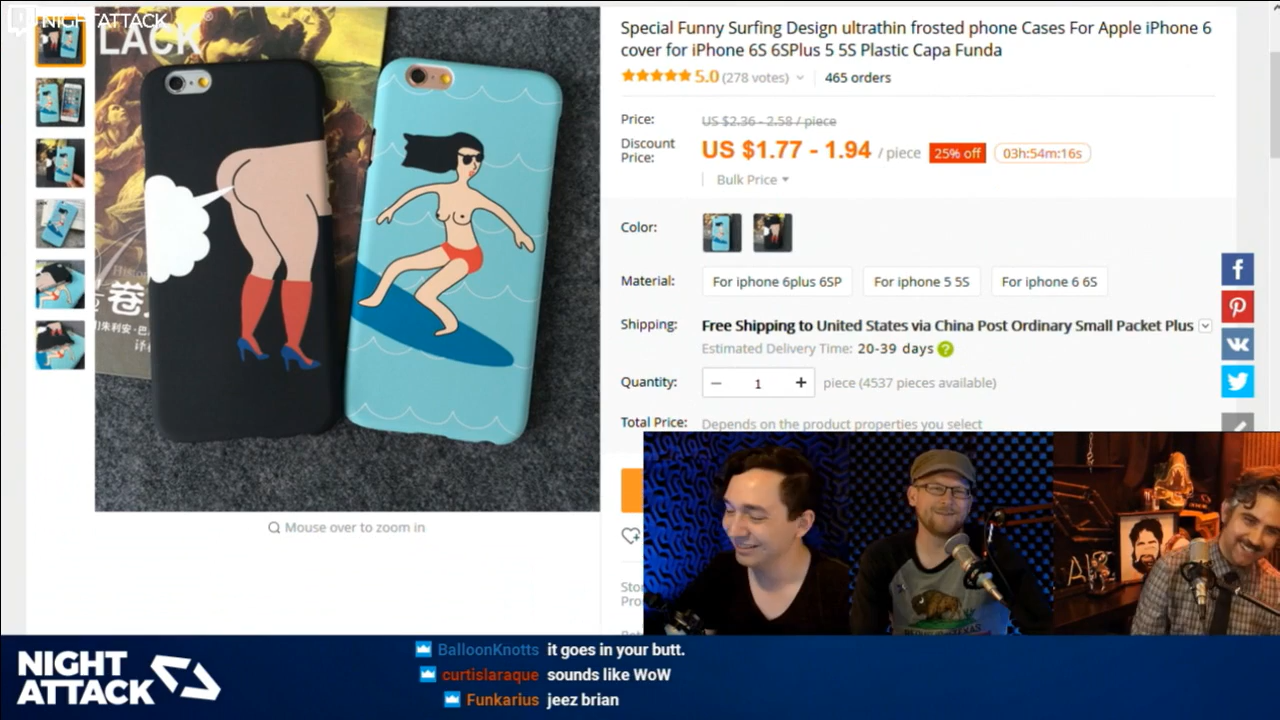 NIGHTATTACK
LACK
®
卷
Special Funny Surfing Design ultrathin frosted phone Cases For Apple iPhone 6
cover for iPhone 6S 6SPlus 5 5S Plastic Capa Funda
5.0 (278 votes) 465 orders
Price: US $2.36 - 2.58 / piece
Discount
Price:
US $1.77 - 1.94 / piece 25% off 03h:54m:16s
Bulk Price
Color:
Material: For iphone 6plus 6SP For iphone 5 5S For iphone 6 6S
Shipping: Free Shipping to United States via China Post Ordinary Small Packet Plus
Estimated Delivery Time: 20-39 days ?
Quantity: − 1 + piece (4537 pieces available)
Total Price: Depends on the product properties you select
Mouse over to zoom in
NIGHT
ATTACK
BalloonKnotts it goes in your butt.
curtislaraque sounds like WoW
Funkarius jeez brian